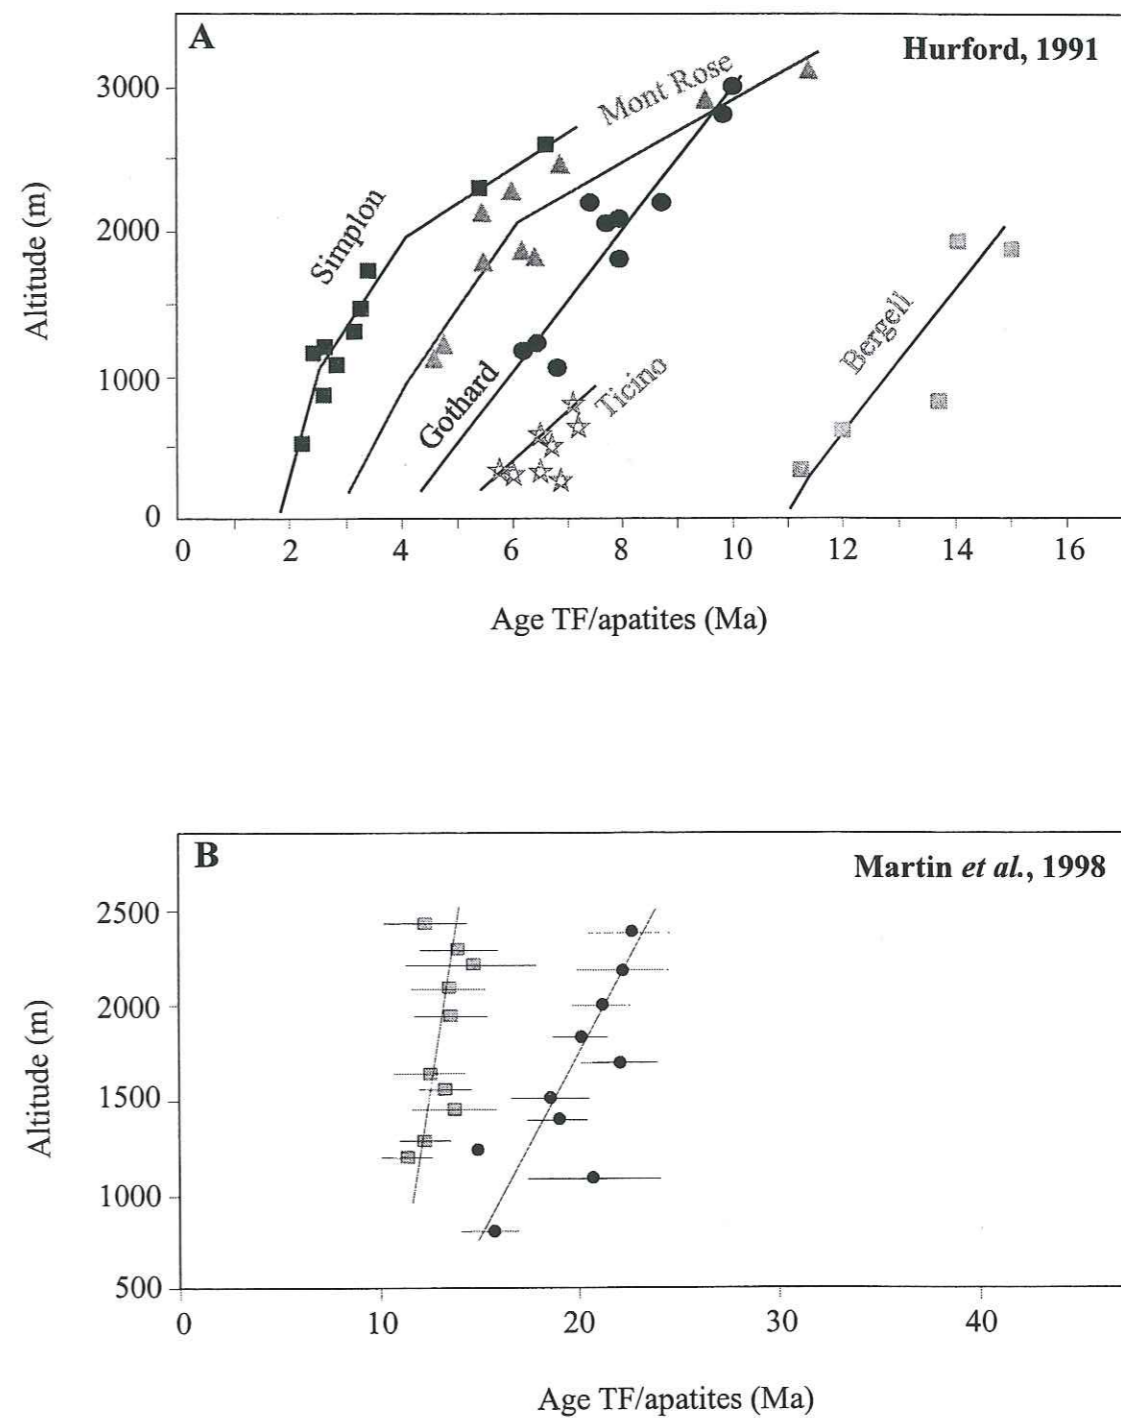 A
Hurford, 1991
Altitude (m)
3000
2000
1000
0
Simplon
Mont Rose
Gothard
Ticino
Bergell
0 2 4 6 8 10 12 14 16
Age TF/apatites (Ma)
B
Martin et al., 1998
Altitude (m)
2500
2000
1500
1000
500
0 10 20 30 40
Age TF/apatites (Ma)